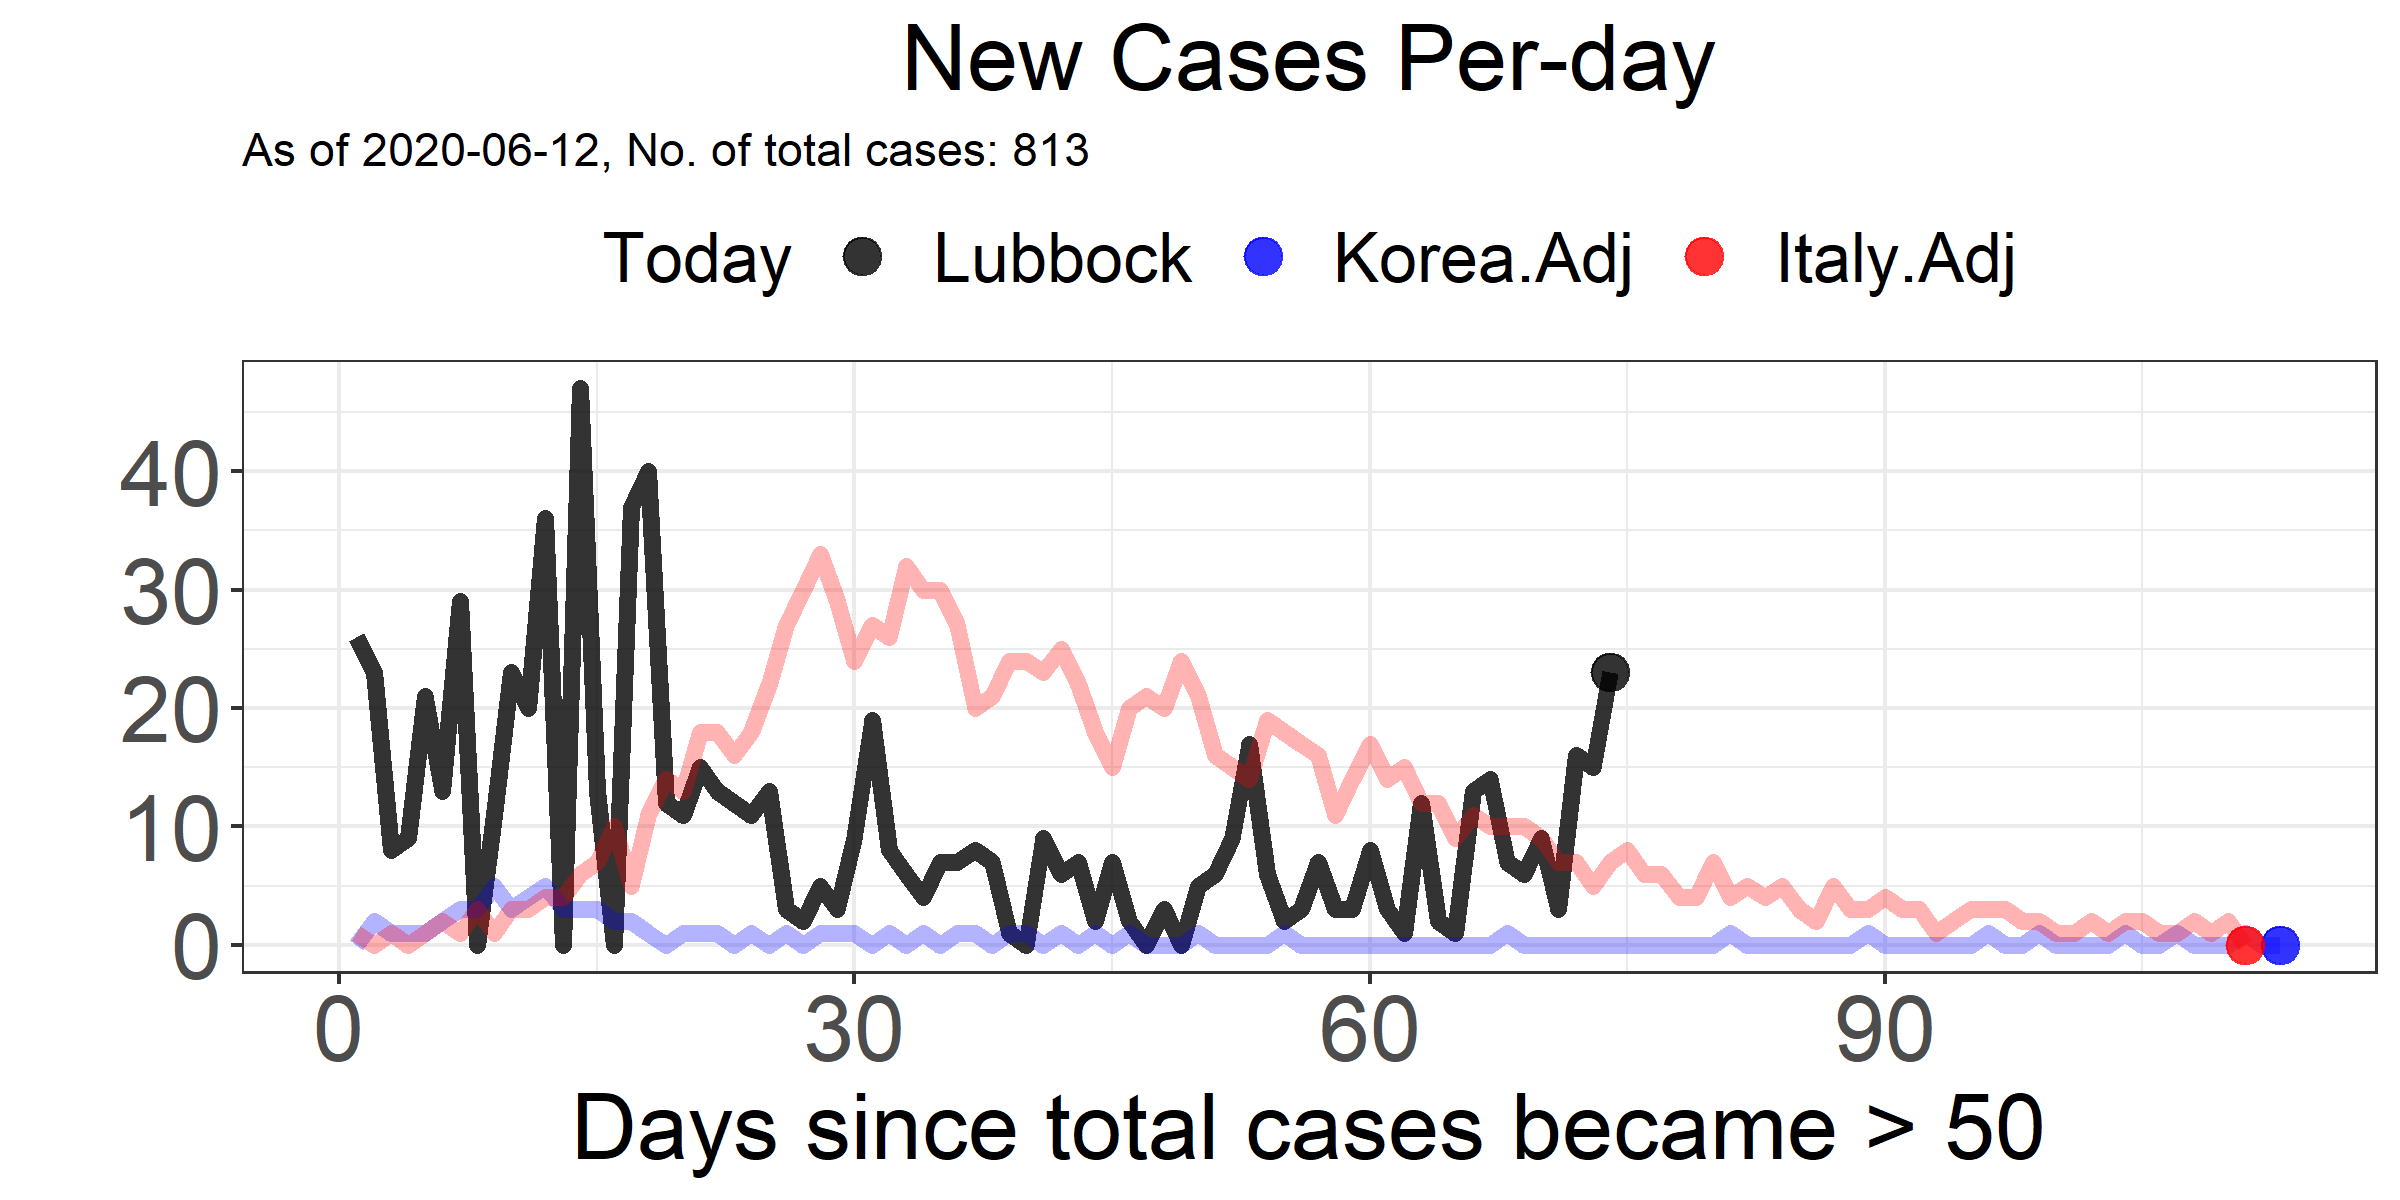 New Cases Per-day
As of 2020-06-12, No. of total cases: 813
Today Lubbock Korea.Adj Italy.Adj
40
30
20
10
0
0 30 60 90
Days since total cases became > 50